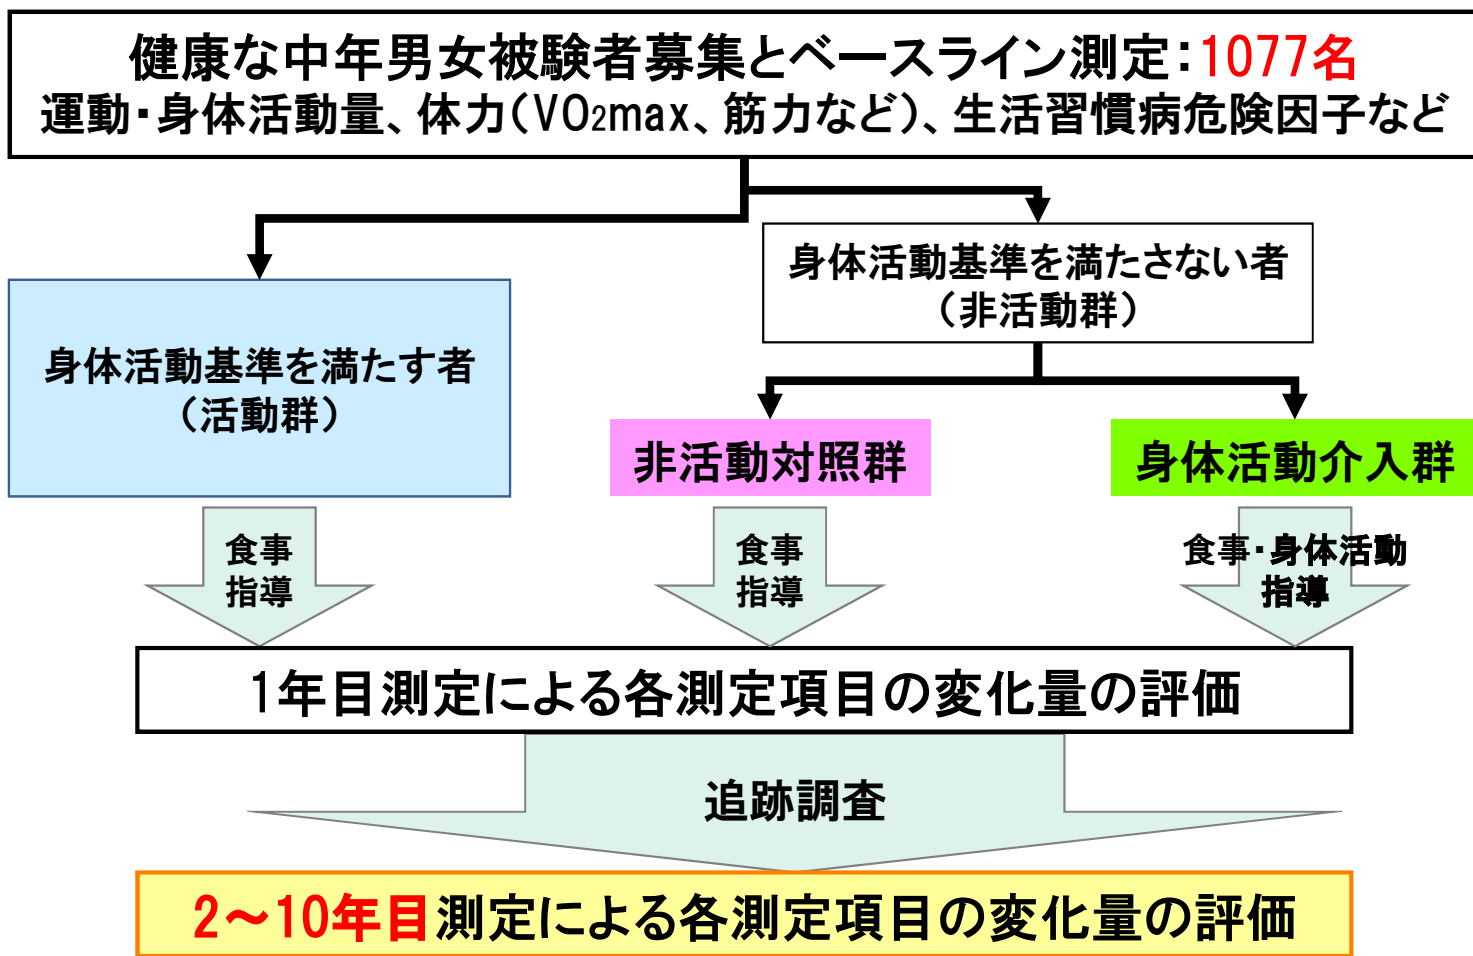 健康な中年男女被験者募集とベースライン測定：1077名
運動・身体活動量、体力（VO₂max、筋力など）、生活習慣病危険因子など
身体活動基準を満たさない者
（非活動群）
身体活動基準を満たす者
（活動群）
非活動対照群
身体活動介入群
食事
指導
食事
指導
食事・身体活動
指導
1年目測定による各測定項目の変化量の評価
追跡調査
2～10年目測定による各測定項目の変化量の評価